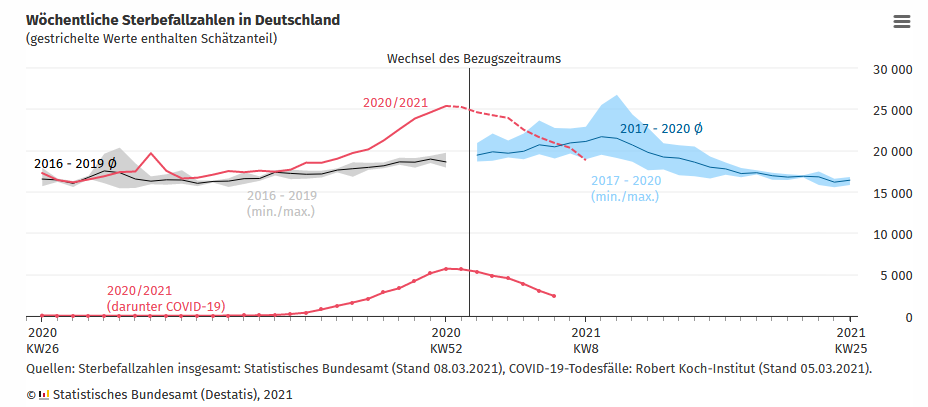 Wöchentliche Sterbefallzahlen in Deutschland
(gestrichelte Werte enthalten Schätzanteil)
Wechsel des Bezugszeitraums
30 000
25 000
20 000
15 000
10 000
5 000
0
2020/2021
2016 - 2019 Ø
2016 - 2019
(min./max.)
2017 - 2020 Ø
2017 - 2020
(min./max.)
2020/2021
(darunter COVID-19)
2020
KW26
2020
KW52
2021
KW8
2021
KW25
Quellen: Sterbefallzahlen insgesamt: Statistisches Bundesamt (Stand 08.03.2021), COVID-19-Todesfälle: Robert Koch-Institut (Stand 05.03.2021).
© Statistisches Bundesamt (Destatis), 2021